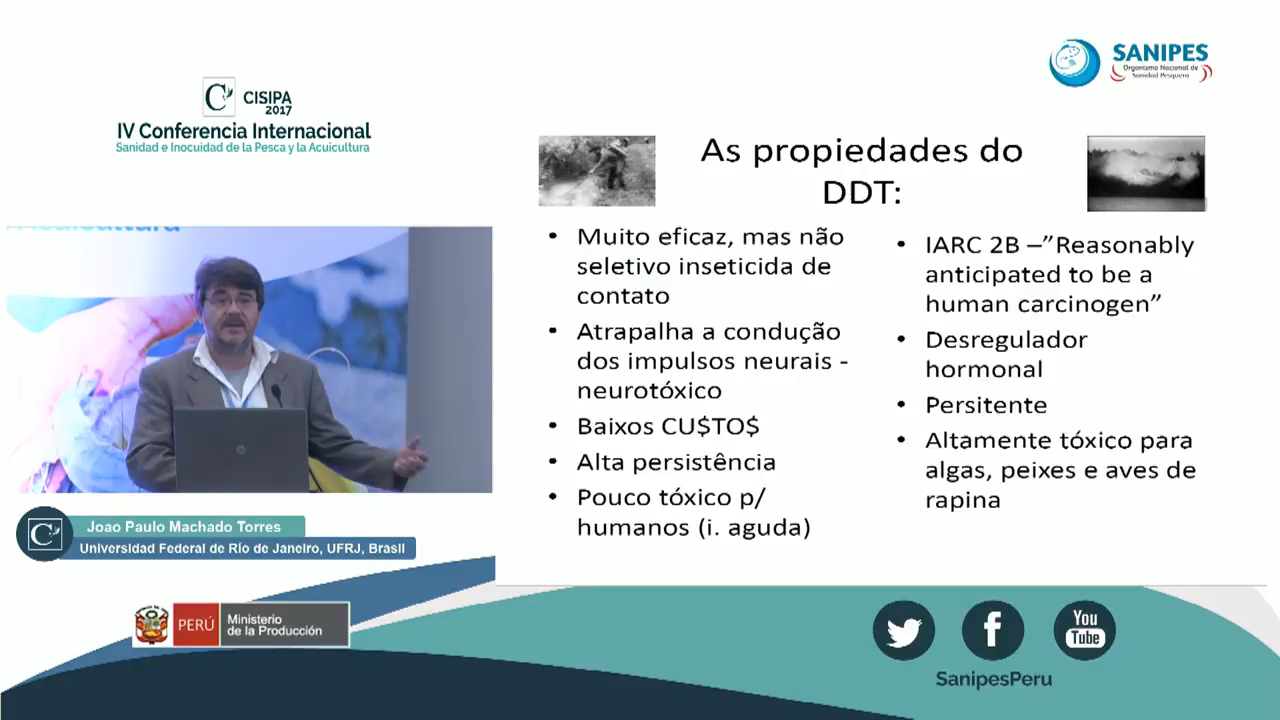 CISIPA
2017
IV Conferencia Internacional
Sanidad e Inocuidad de la Pesca y la Acuicultura
SANIPES
Organismo Nacional de
Sanidad Pesquera
As propiedades do
DDT:
• Muito eficaz, mas não
seletivo inseticida de
contato
• Atrapalha a condução
dos impulsos neurais -
neurotóxico
• Baixos CU$TO$
• Alta persistência
• Pouco tóxico p/
humanos (i. aguda)
• IARC 2B –”Reasonably
anticipated to be a
human carcinogen”
• Desregulador
hormonal
• Persitente
• Altamente tóxico para
algas, peixes e aves de
rapina
Joao Paulo Machado Torres
Universidad Federal de Río de Janeiro, UFRJ, Brasil
PERÚ
Ministerio
de la Producción
You
Tube
SanipesPeru